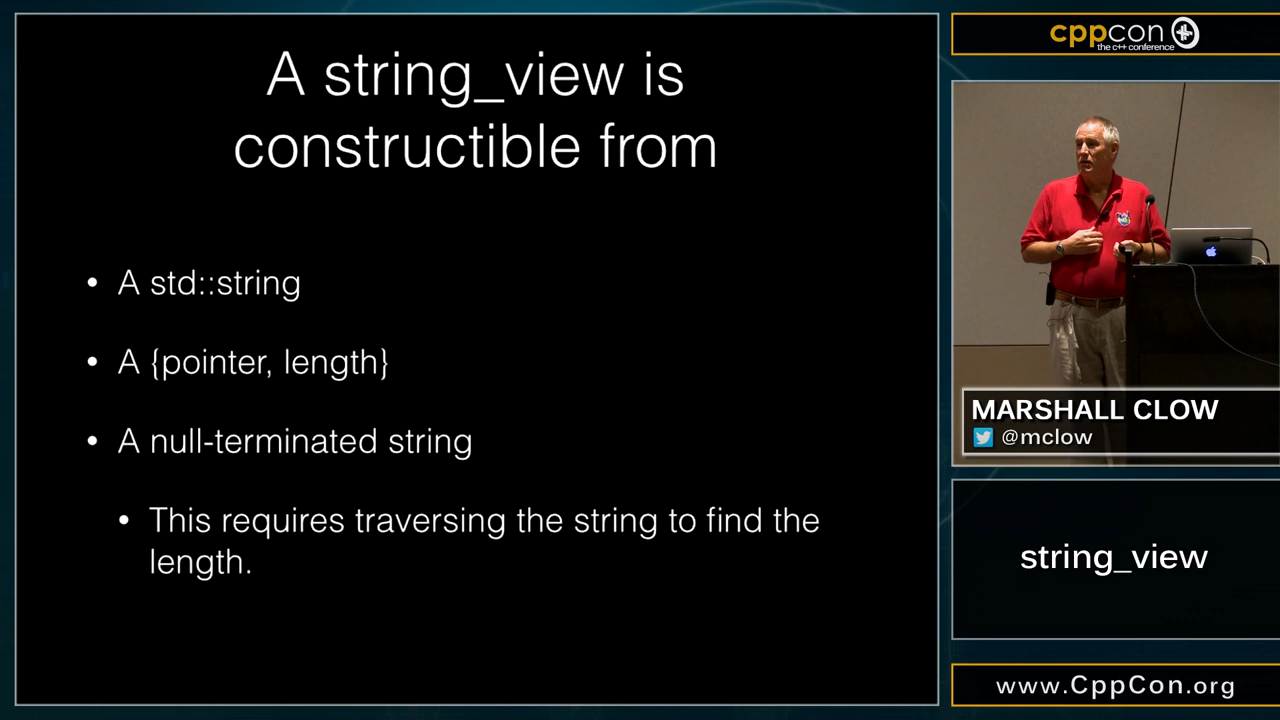 A string_view is
constructible from
• A std::string
• A {pointer, length}
• A null-terminated string
• This requires traversing the string to find the
length.
cppcon
the c++ conference
MARSHALL CLOW
@mclow
string_view
www.CppCon.org